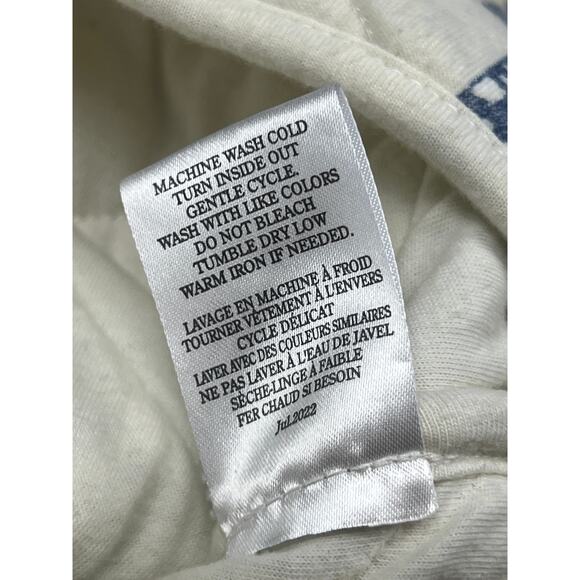 MACHINE WASH COLD
TURN INSIDE OUT
GENTLE CYCLE.
WASH WITH LIKE COLORS
DO NOT BLEACH
TUMBLE DRY LOW
WARM IRON IF NEEDED.
LAVAGE EN MACHINE À FROID
TOURNER VÊTEMENT À L'ENVERS
CYCLE DÉLICAT
LAVER AVEC DES COULEURS SIMILAIRES
NE PAS LAVER À L'EAU DE JAVEL
SÈCHE-LINGE À FAIBLE
FER CHAUD SI BESOIN
Jul.2022